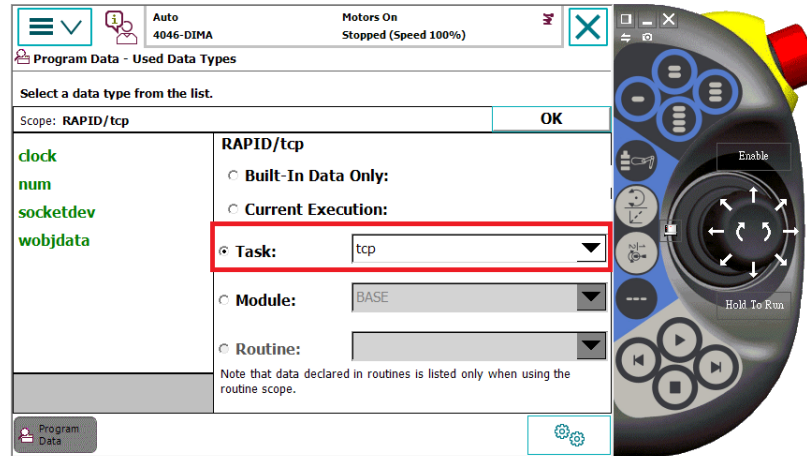 Auto
Motors On
4046-DIMA
Stopped (Speed 100%)
Program Data - Used Data Types
Select a data type from the list.
Scope: RAPID/tcp
OK
clock
num
socketdev
wobjdata
RAPID/tcp
Built-In Data Only:
Current Execution:
Task:
tcp
Module:
BASE
Routine:
Note that data declared in routines is listed only when using the
routine scope.
Program
Data
Enable
Hold To Run